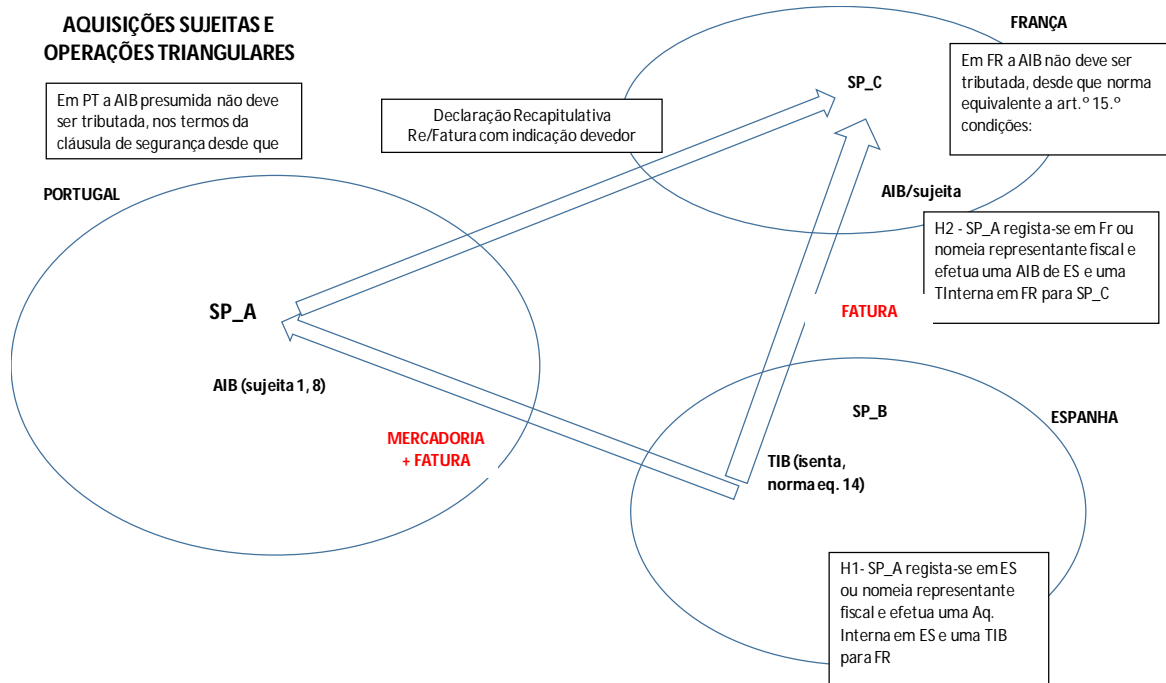 AQUISIÇÕES SUJEITAS E
OPERAÇÕES TRIANGULARES
Em PT a AIB presumida não deve
ser tributada, nos termos da
cláusula de segurança desde que
PORTUGAL
SP_A
AIB (sujeita 1, 8)
MERCADORIA
+ FATURA
Declaração Recapitulativa
Re/Fatura com indicação devedor
FRANÇA
SP_C
Em FR a AIB não deve ser
tributada, desde que norma
equivalente a art.º 15.º
condições:
AIB/sujeita
H2 - SP_A regista-se em Fr ou
nomeia representante fiscal e
efetua uma AIB de ES e uma
TInterna em FR para SP_C
FATURA
SP_B
ESPANHA
TIB (isenta,
norma eq. 14)
H1- SP_A regista-se em ES
ou nomeia representante
fiscal e efetua uma Aq.
Interna em ES e uma TIB
para FR